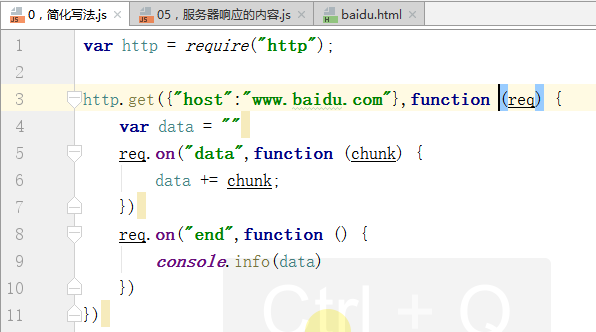 0，简化写法.js × 05，服务器响应的内容.js × baidu.html ×
1 var http = require("http");
2
3 http.get({"host":"www.baidu.com"},function (req) {
4 var data = ""
5 req.on("data",function (chunk) {
6 data += chunk;
7 })
8 req.on("end",function () {
9 console.info(data)
10 })
11 })
Ctrl + Q